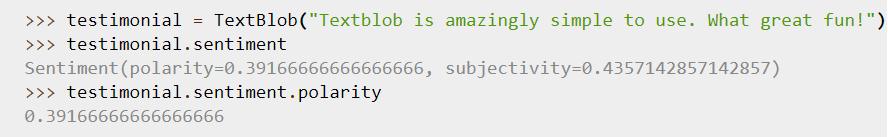 >>> testimonial = TextBlob("Textblob is amazingly simple to use. What great fun!")
>>> testimonial.sentiment
Sentiment(polarity=0.39166666666666666, subjectivity=0.4357142857142857)
>>> testimonial.sentiment.polarity
0.39166666666666666